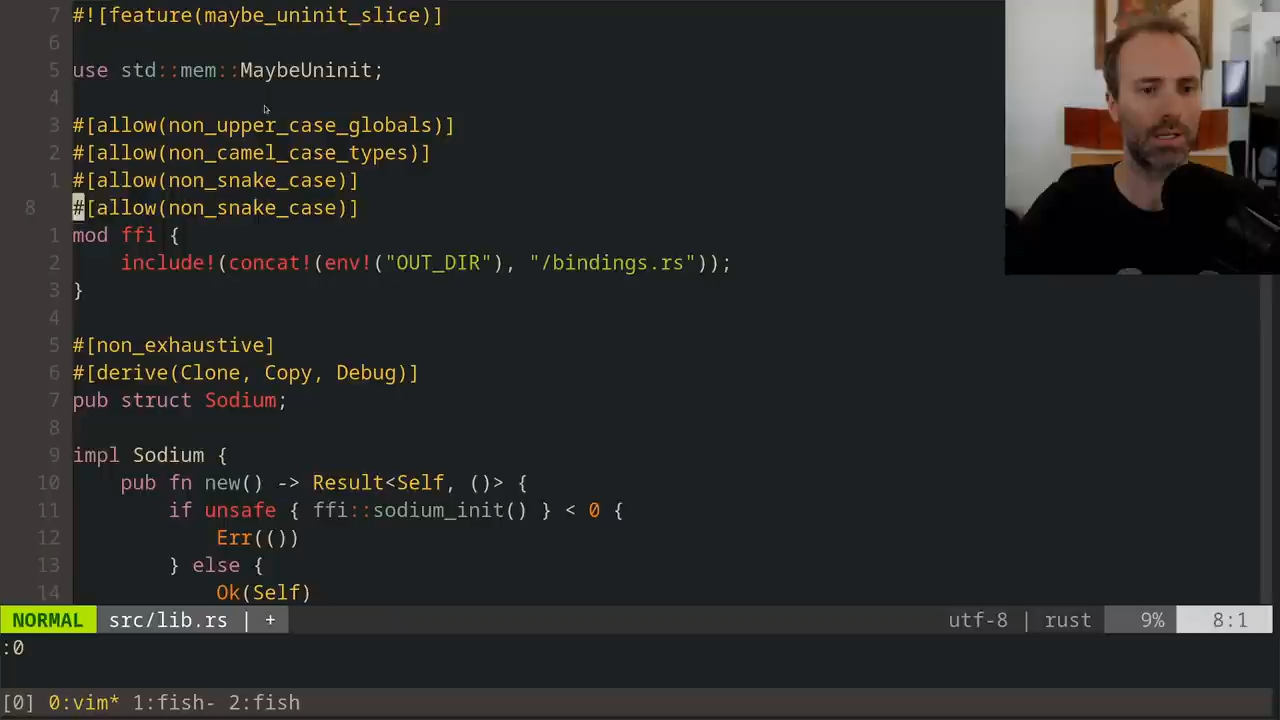 7 #![feature(maybe_uninit_slice)]
6
5 use std::mem::MaybeUninit;
4
3 #[allow(non_upper_case_globals)]
2 #[allow(non_camel_case_types)]
1 #[allow(non_snake_case)]
8 #[allow(non_snake_case)]
1 mod ffi {
2     include!(concat!(env!("OUT_DIR"), "/bindings.rs"));
3 }
4
5 #[non_exhaustive]
6 #[derive(Clone, Copy, Debug)]
7 pub struct Sodium;
8
9 impl Sodium {
10     pub fn new() -> Result<Self, ()> {
11         if unsafe { ffi::sodium_init() } < 0 {
12             Err(())
13         } else {
14             Ok(Self)
NORMAL src/lib.rs | + utf-8 | rust 9% 8:1
:0
[0] 0:vim* 1:fish- 2:fish